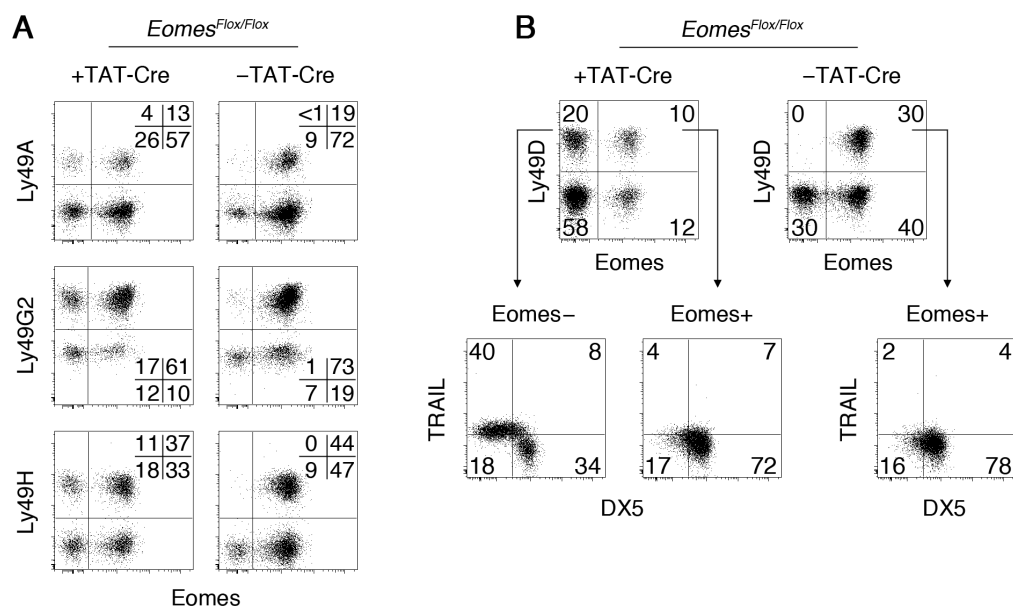 A
Eomes^Flox/Flox
+TAT-Cre
−TAT-Cre
Ly49A
4 | 13
26 | 57
<1 | 19
9 | 72
Ly49G2
17 | 61
12 | 10
1 | 73
7 | 19
Ly49H
11 | 37
18 | 33
0 | 44
9 | 47
Eomes
B
Eomes^Flox/Flox
+TAT-Cre
−TAT-Cre
Ly49D
20 10
58 12
Eomes
Ly49D
0 30
30 40
Eomes
Eomes−
Eomes+
Eomes+
TRAIL
40 8
18 34
4 7
17 72
DX5
TRAIL
2 4
16 78
DX5